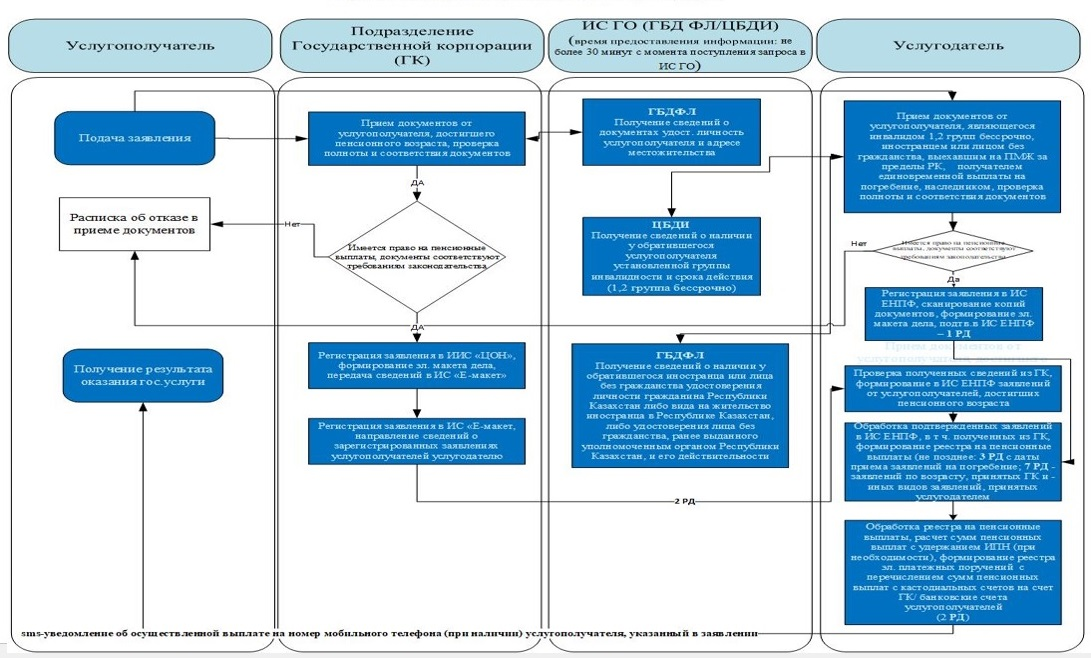 Услугополучатель
Подразделение
Государственной корпорации
(ГК)
ИС ГО (ГБД ФЛ/ЦБДИ)
(время предоставления информации: не
более 30 минут с момента поступления запроса в
ИС ГО)
Услугодатель
Подача заявления
Прием документов от
услугополучателя, достигшего
пенсионного возраста, проверка
полноты и соответствия документов
ГБДФЛ
Получение сведений о
документах удост. личность
услугополучателя и адресе
местожительства
Прием документов от
услугополучателя, являющегося
инвалидом 1,2 групп бессрочно,
иностранцем или лицом без
гражданства, выехавшим на ПМЖ за
пределы РК, получателем
единовременной выплаты на
погребение, наследником, проверка
полноты и соответствия документов
ДА
Расписка об отказе в
приеме документов
Нет
Имеется право на пенсионные
выплаты, документы соответствуют
требованиям законодательства
ЦБДИ
Получение сведений о наличии
у обратившегося
услугополучателя
установленной группы
инвалидности и срока действия
(1,2 группа бессрочно)
Нет
Имеется право на пенсионные
выплаты, документы соответствуют
требованиям законодательства
Да
Регистрация заявления в ИС
ЕНПФ, сканирование копий
документов, формирование эл.
макета дела, подтв.в ИС ЕНПФ
– 1 РД
ДА
Прием документов от
Получение результата
оказания гос.услуги
Регистрация заявления в ИИС «ЦОН»,
формирование эл. макета дела,
передача сведений в ИС «Е-макет»
ГБДФЛ
Получение сведений о наличии у
обратившегося иностранца или лица
без гражданства удостоверения
личности гражданина Республики
Казахстан либо вида на жительство
иностранца в Республике Казахстан,
либо удостоверения лица без
гражданства, ранее выданного
уполномоченным органом Республики
Казахстан, и его действительности
Проверка полученных сведений из ГК,
формирование в ИС ЕНПФ заявлений
от услугополучателей, достигших
пенсионного возраста
Регистрация заявления в ИС «Е-макет,
направление сведений о
зарегистрированных заявлениях
услугополучателей услугодателю
Обработка подтвержденных заявлений
в ИС ЕНПФ, в т ч. полученных из ГК,
формирование реестра на пенсионные
выплаты (не позднее: 3 РД с даты
приема заявлений на погребение; 7 РД -
заявлений по возрасту, принятых ГК и -
иных видов заявлений, принятых
услугодателем
2 РД
Обработка реестра на пенсионные
выплаты, расчет сумм пенсионных
выплат с удержанием ИПН (при
необходимости), формирование реестра
эл. платежных поручений с
перечислением сумм пенсионных
выплат с кастодиальных счетов на счет
ГК/ банковские счета
услугополучателей
(2 РД)
sms-уведомление об осуществленной выплате на номер мобильного телефона (при наличии) услугополучателя, указанный в заявлении